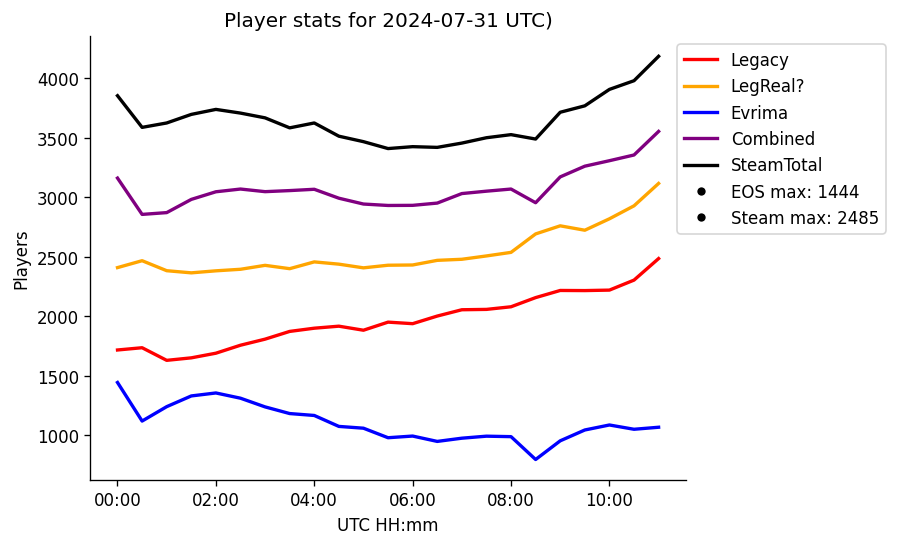 Player stats for 2024-07-31 UTC)
Players
4000
3500
3000
2500
2000
1500
1000
00:00 02:00 04:00 06:00 08:00 10:00
UTC HH:mm
Legacy
LegReal?
Evrima
Combined
SteamTotal
EOS max: 1444
Steam max: 2485